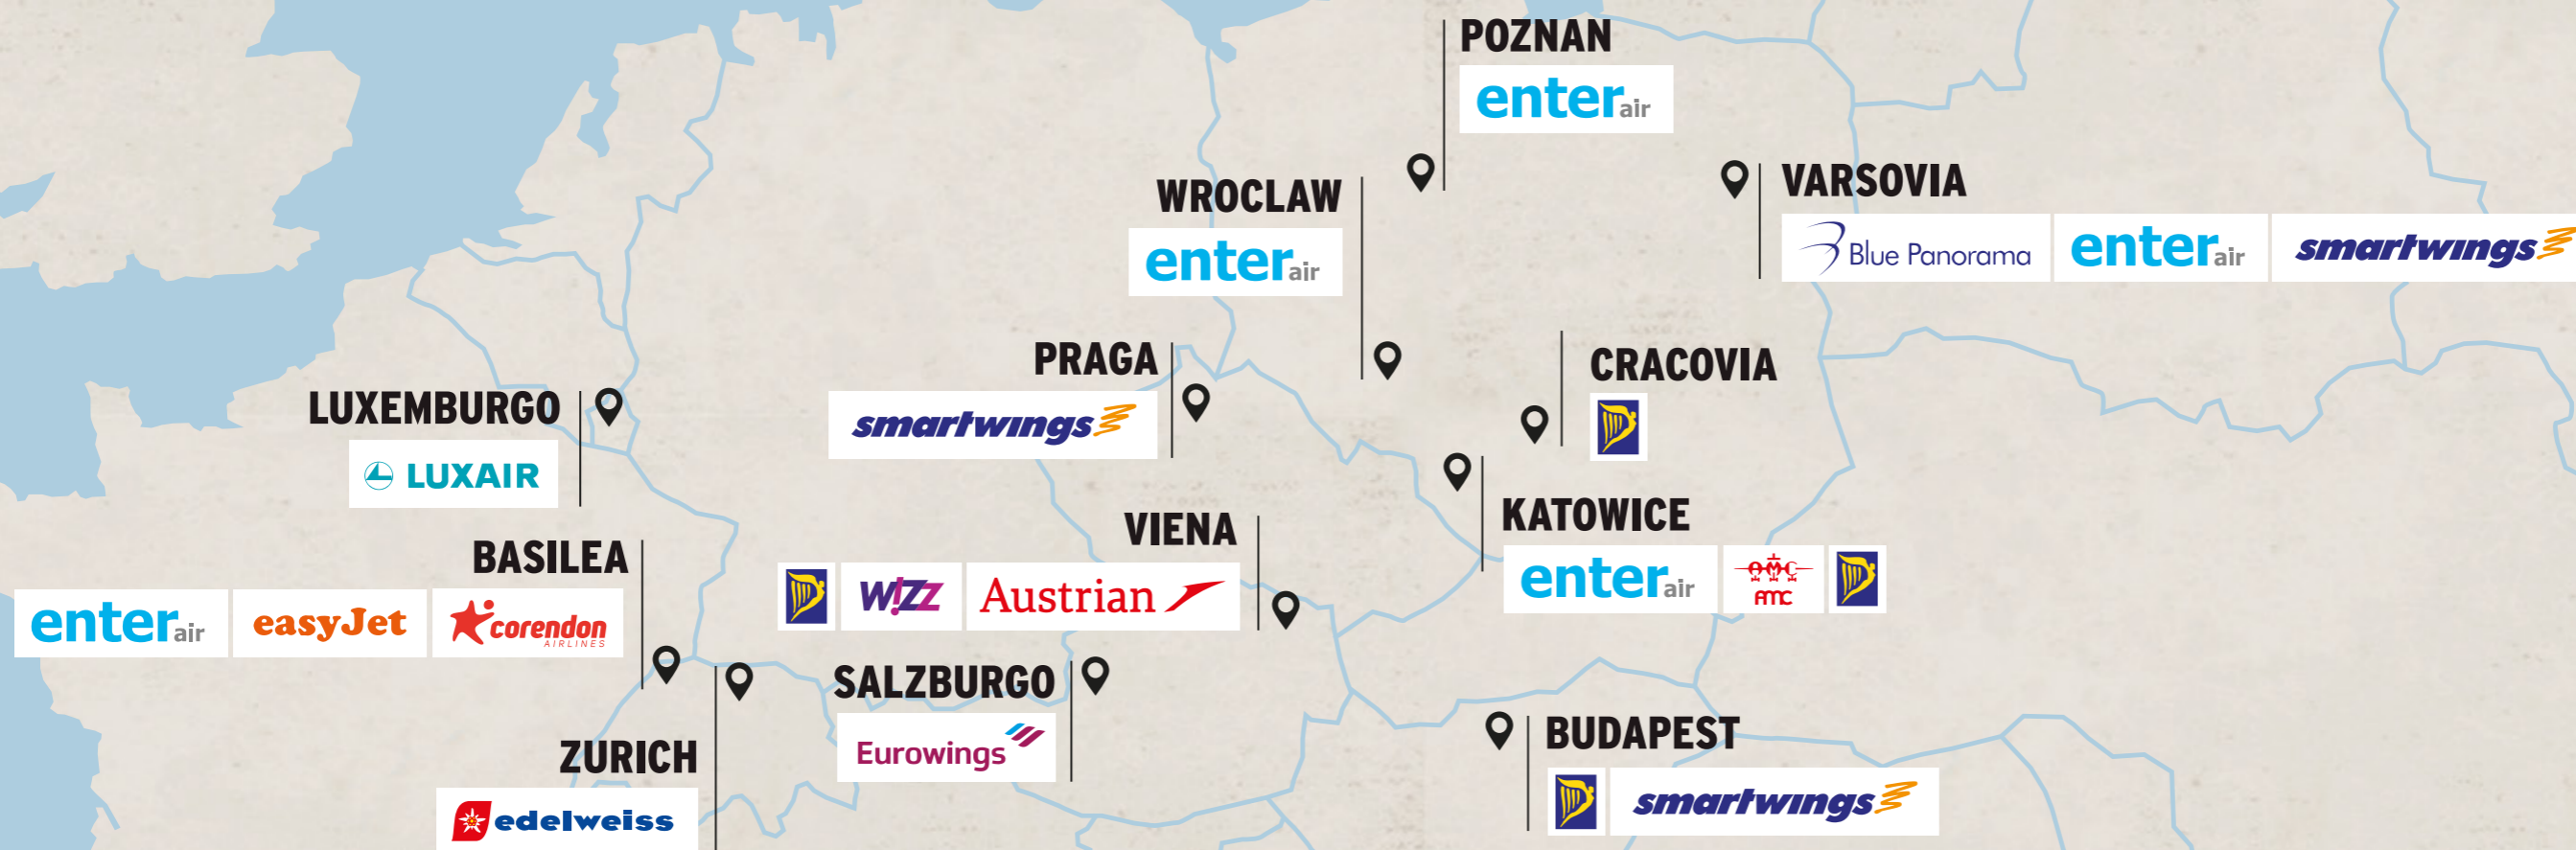 POZNAN
enterair
WROCLAW
enterair
VARSOVIA
Blue Panorama enterair smartwings
PRAGA
smartwings
CRACOVIA
LUXEMBURGO
LUXAIR
KATOWICE
enterair AMC AMC
VIENA
WIZZ Austrian
BASILEA
enterair easyJet corendon
AIRLINES
SALZBURGO
Eurowings
ZURICH
edelweiss
BUDAPEST
smartwings